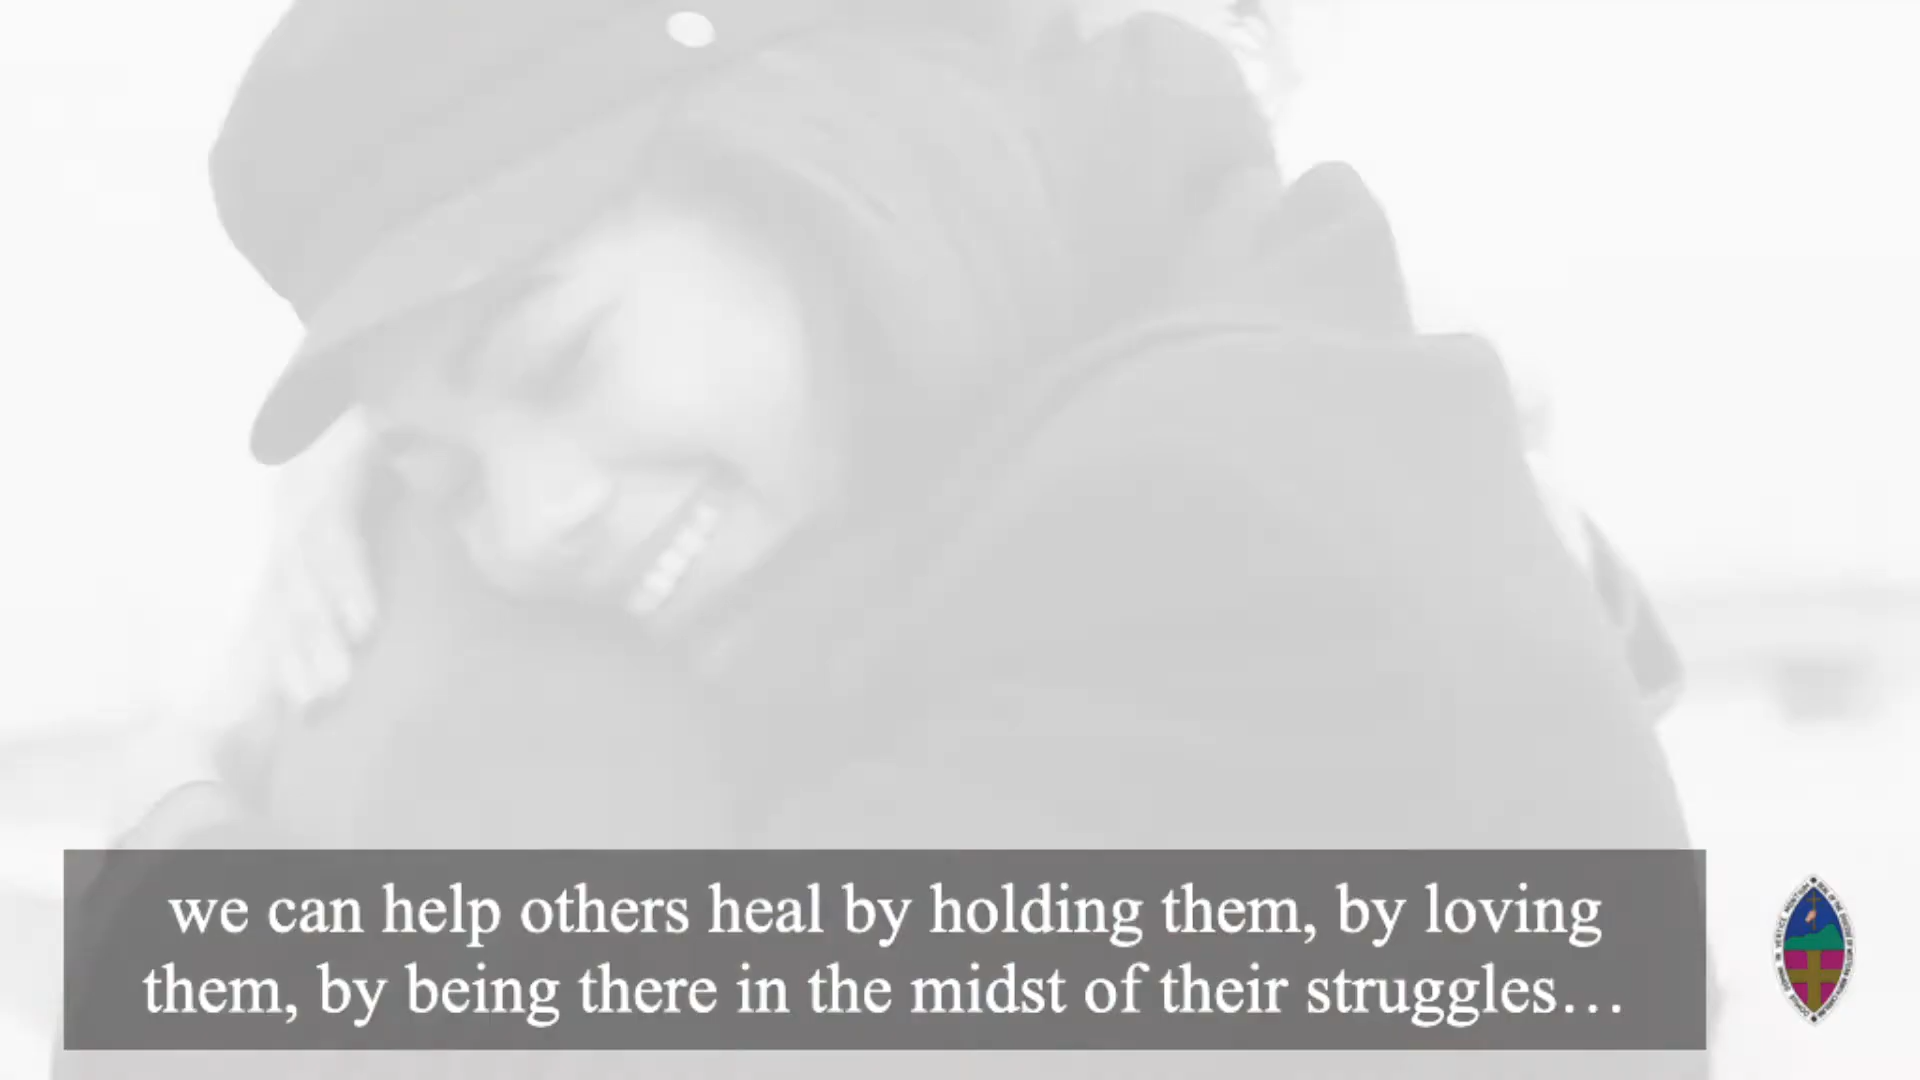 we can help others heal by holding them, by loving
them, by being there in the midst of their struggles…